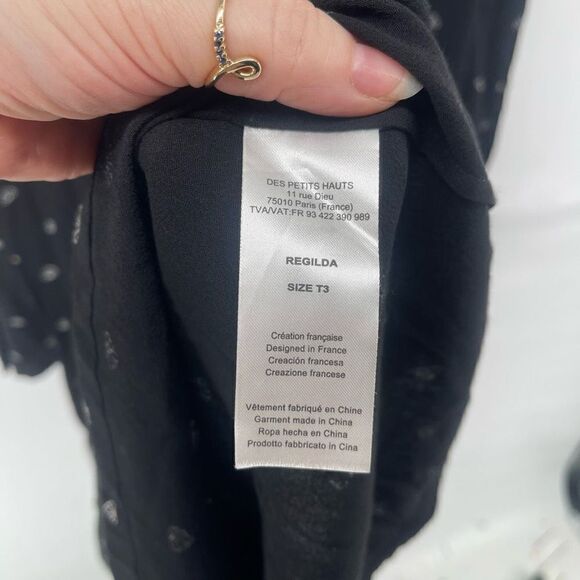 DES PETITS HAUTS
11 rue Dieu
75010 Paris (France)
TVA/VAT:FR 93 422 390 989
REGILDA
SIZE T3
Création française
Designed in France
Creación francesa
Creazione francese
Vêtement fabriqué en Chine
Garment made in China
Ropa hecha en China
Prodotto fabbricato in Cina